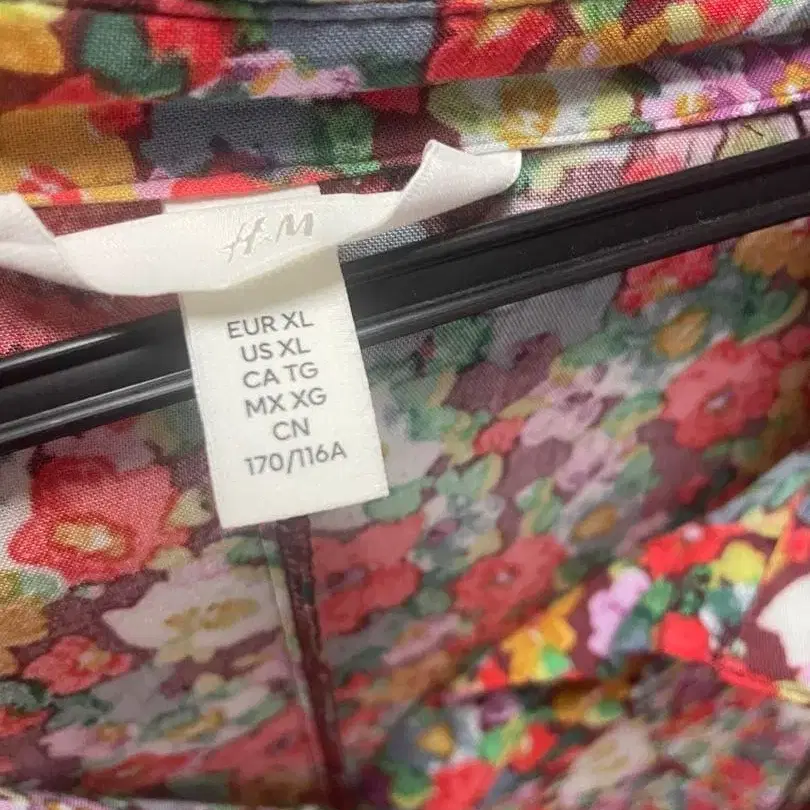 H&M
EUR XL
US XL
CA TG
MX XG
CN
170/116A